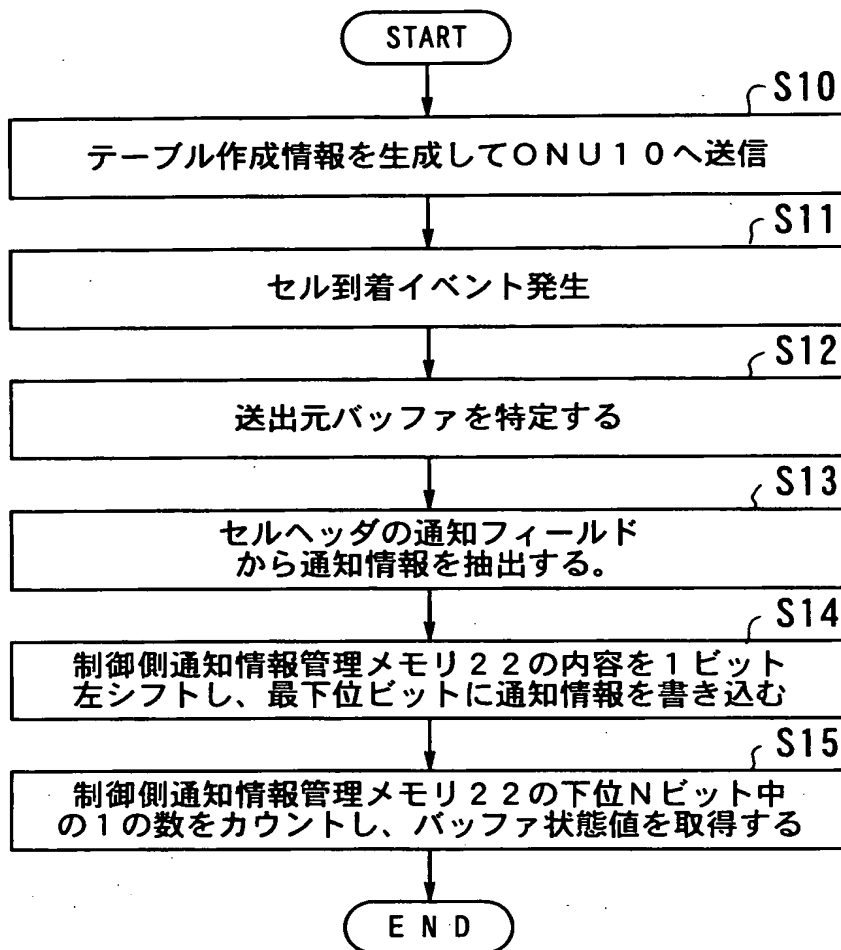 START
S10
テーブル作成情報を生成してＯＮＵ１０へ送信
S11
セル到着イベント発生
S12
送出元バッファを特定する
S13
セルヘッダの通知フィールド
から通知情報を抽出する。
S14
制御側通知情報管理メモリ２２の内容を１ビット
左シフトし、最下位ビットに通知情報を書き込む
S15
制御側通知情報管理メモリ２２の下位Ｎビット中
の１の数をカウントし、バッファ状態値を取得する
ＥＮＤ